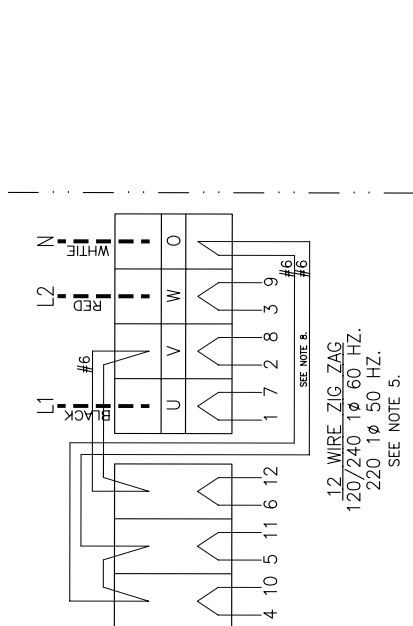 N
L2
L1
WHTIE
RED
BLACK
#6
O
W
V
U
#6
#6
9
3
8
2
7
1
SEE NOTE 8.
12
6
11
5
10
4
12 WIRE ZIG ZAG
120/240 1Ø 60 HZ.
220 1Ø 50 HZ.
SEE NOTE 5.